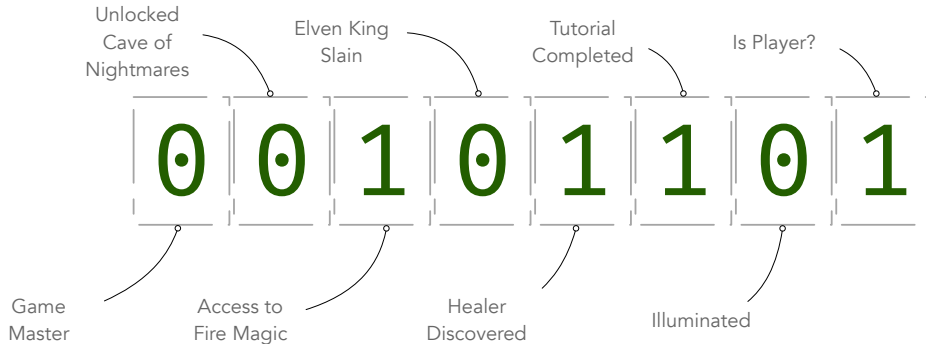 Unlocked
Cave of
Nightmares
Elven King
Slain
Tutorial
Completed
Is Player?
0 0 1 0 1 1 0 1
Game
Master
Access to
Fire Magic
Healer
Discovered
Illuminated